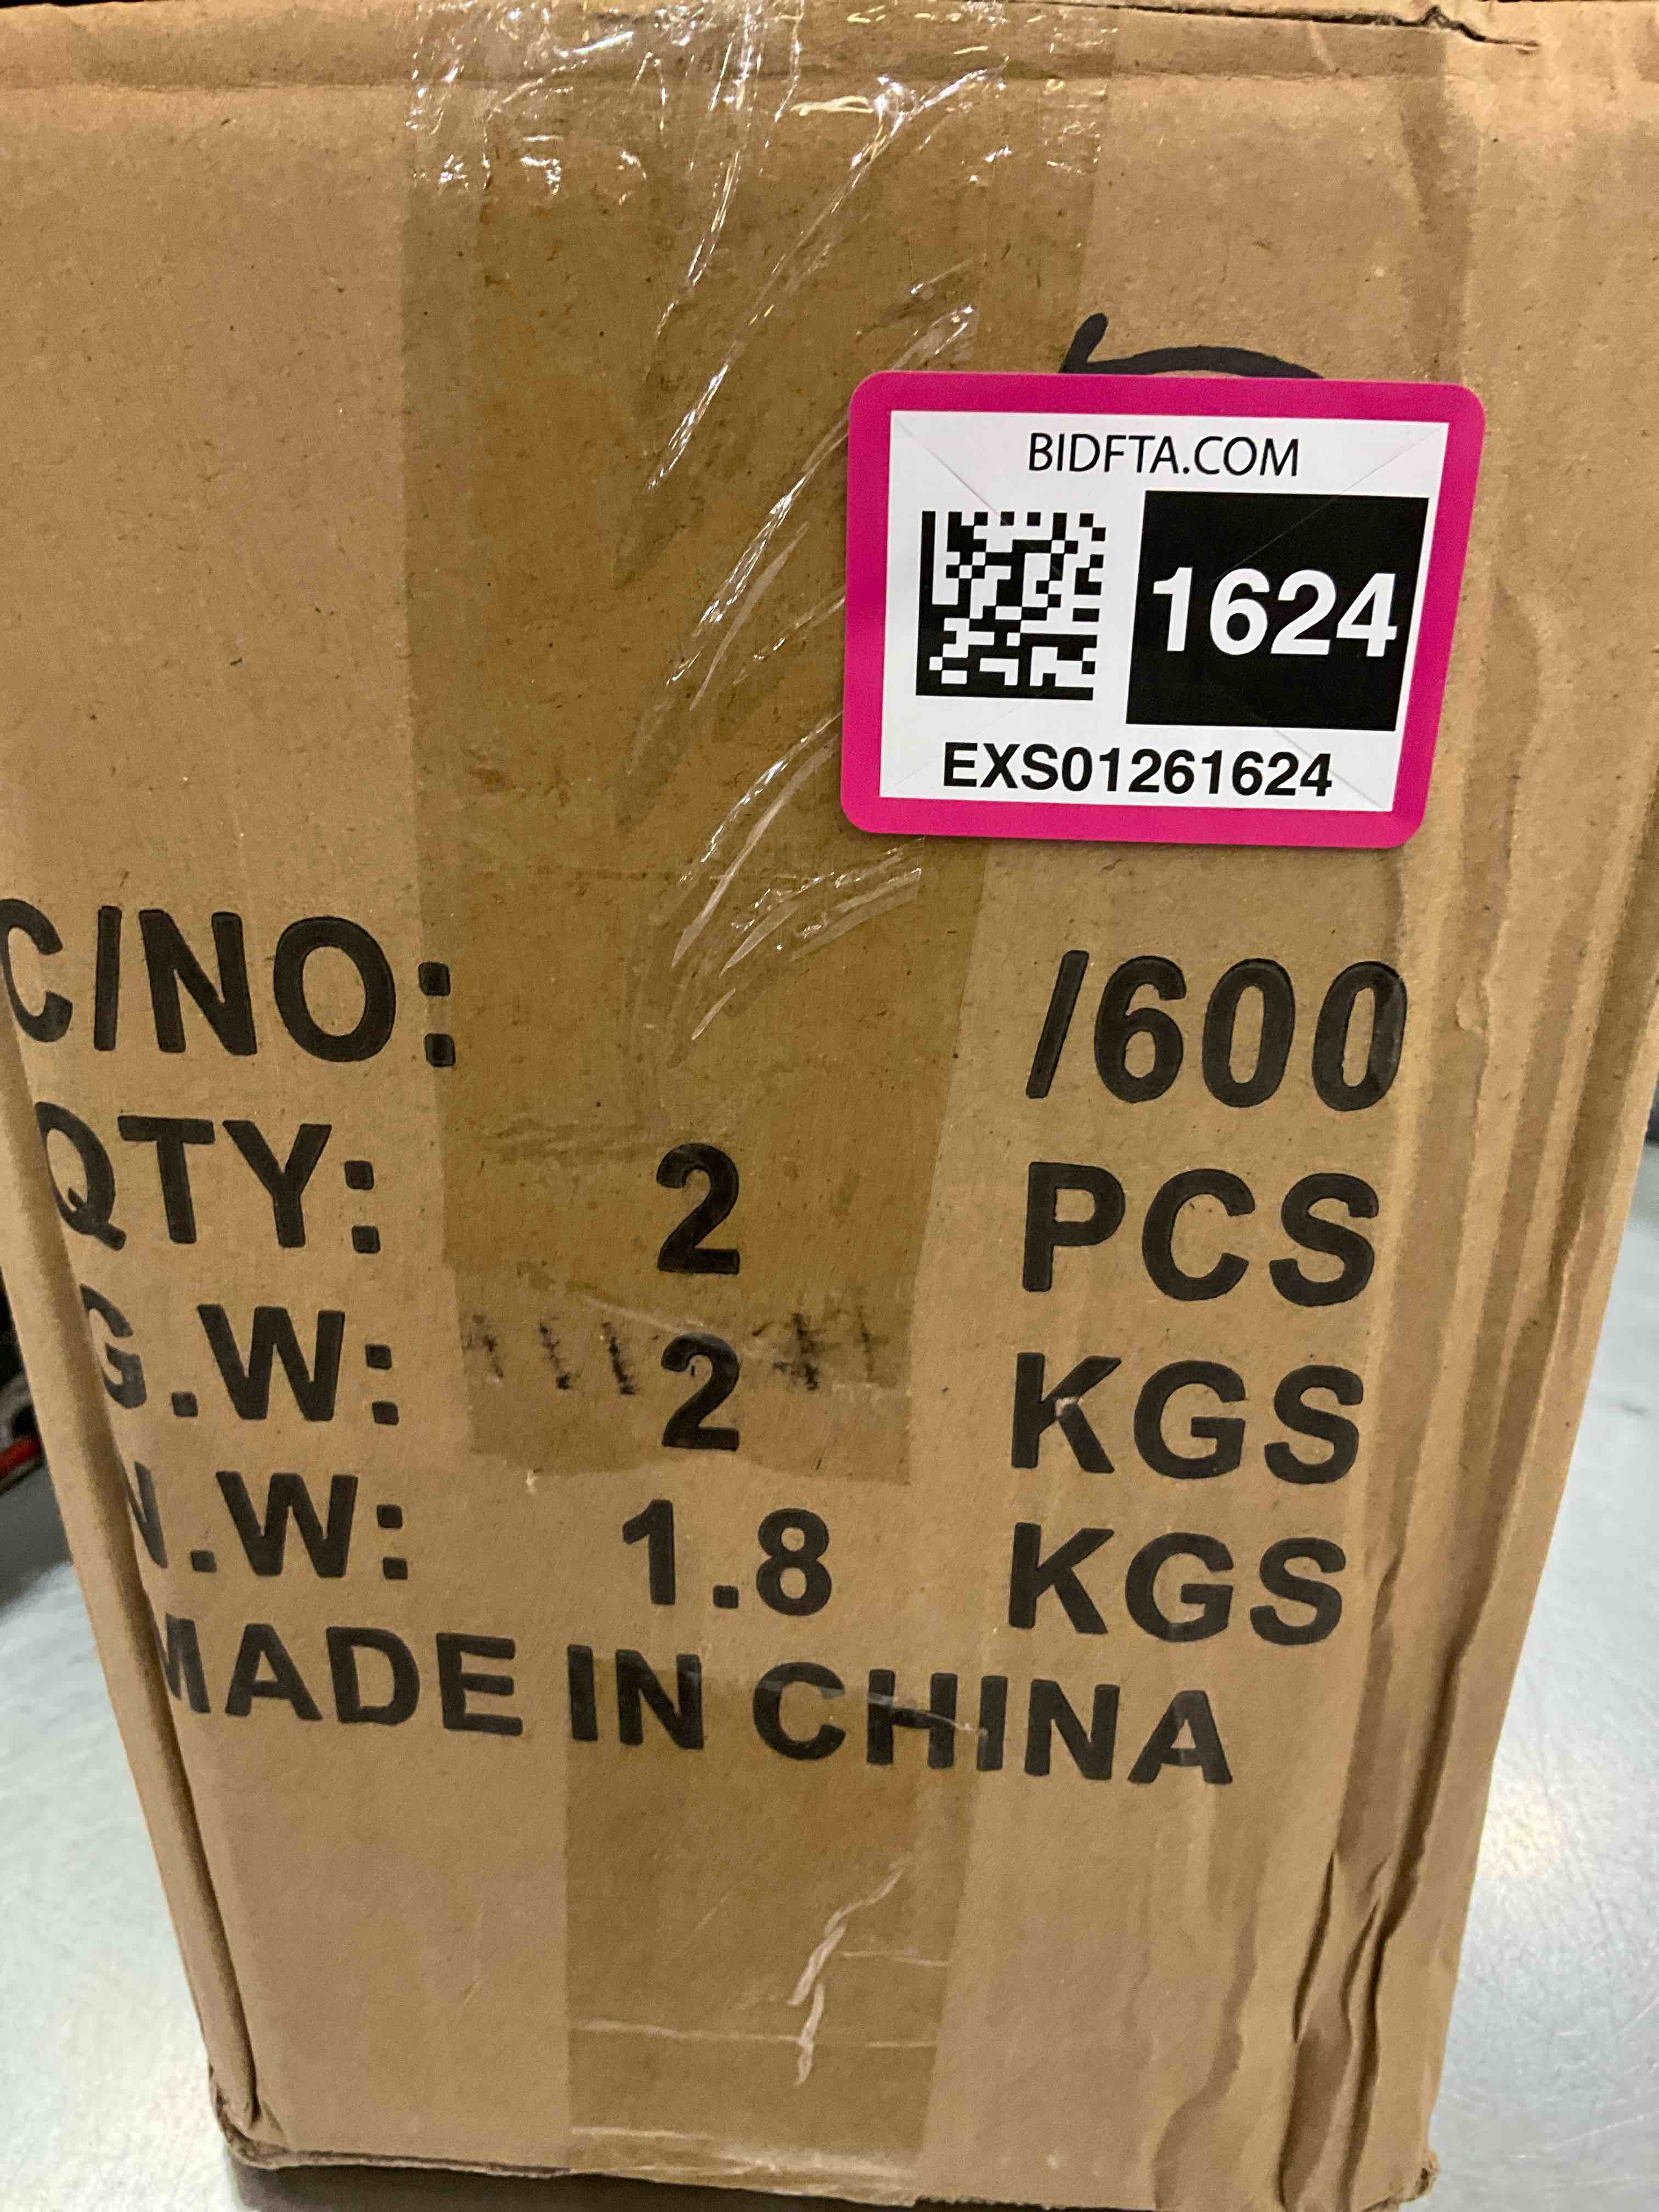 BIDFTA.COM
1624
EXS01261624
C/NO: /600
QTY: 2 PCS
G.W: 2 KGS
N.W: 1.8 KGS
MADE IN CHINA